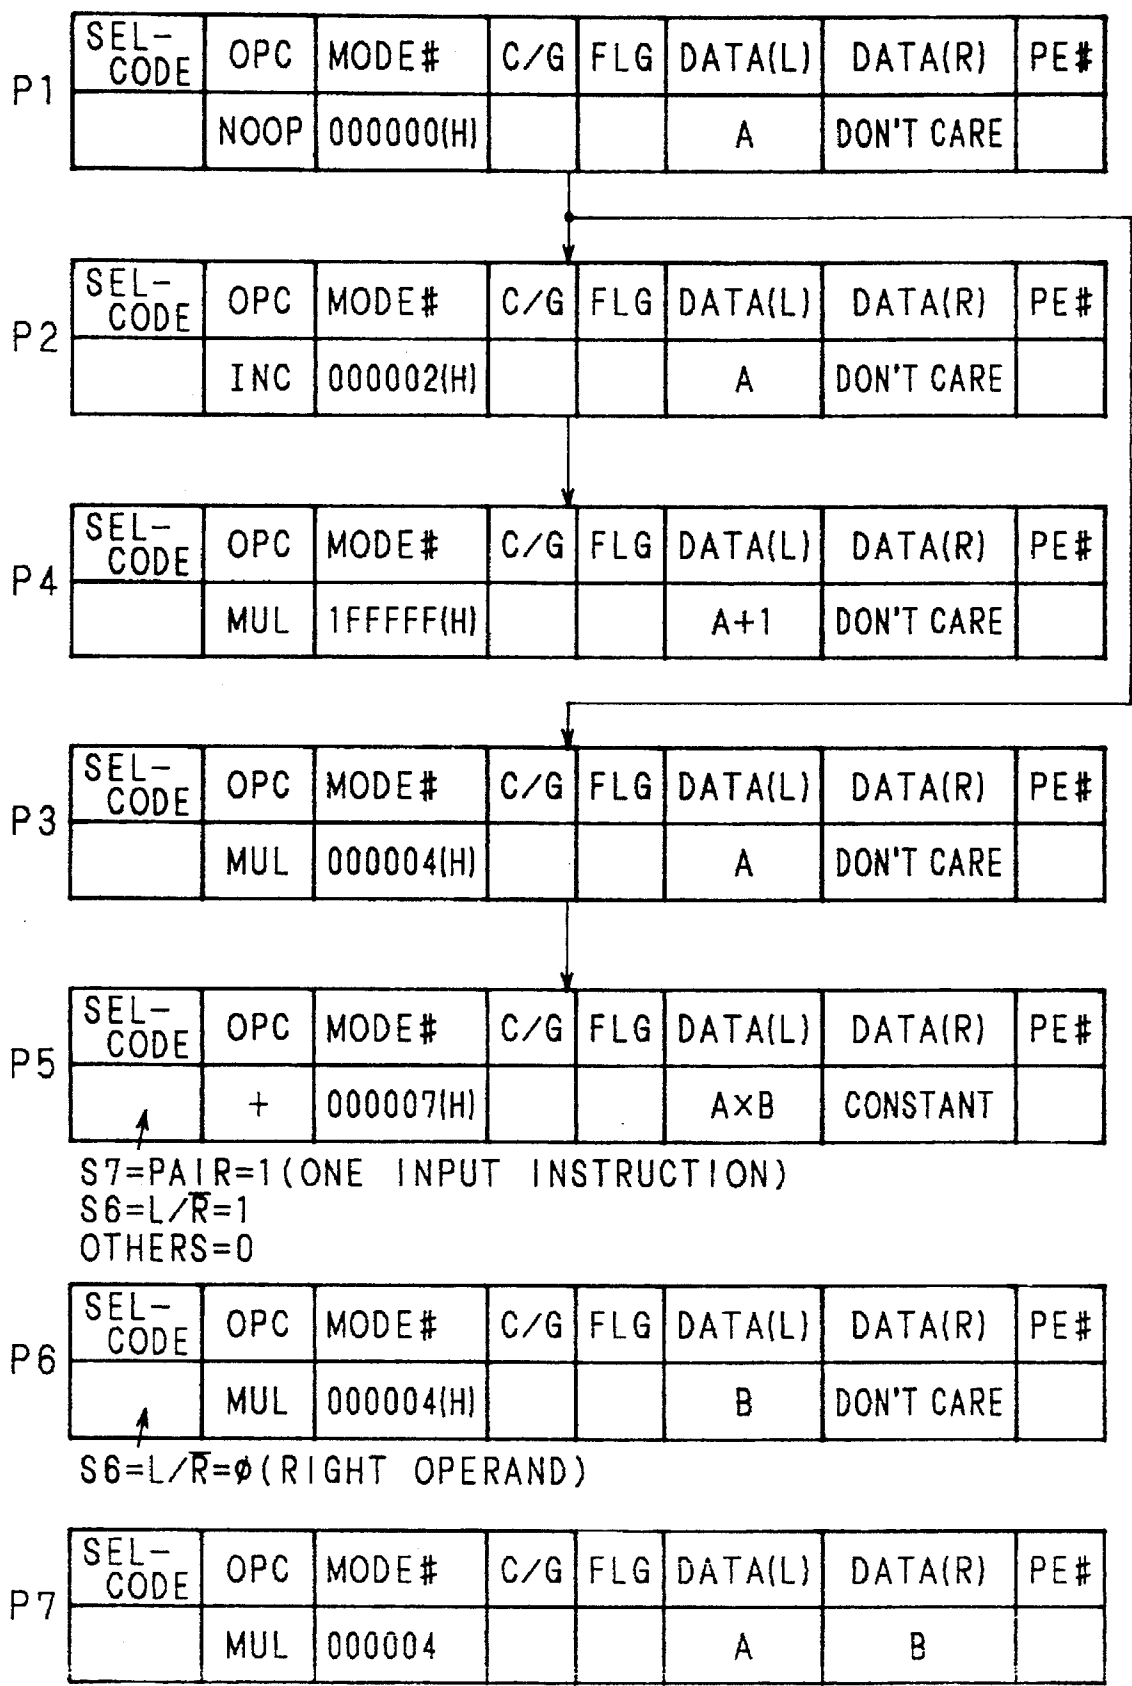 P1
SEL-CODE OPC MODE# C/G FLG DATA(L) DATA(R) PE#
NOOP 000000(H) A DON'T CARE
P2
SEL-CODE OPC MODE# C/G FLG DATA(L) DATA(R) PE#
INC 000002(H) A DON'T CARE
P4
SEL-CODE OPC MODE# C/G FLG DATA(L) DATA(R) PE#
MUL 1FFFFF(H) A+1 DON'T CARE
P3
SEL-CODE OPC MODE# C/G FLG DATA(L) DATA(R) PE#
MUL 000004(H) A DON'T CARE
P5
SEL-CODE OPC MODE# C/G FLG DATA(L) DATA(R) PE#
+ 000007(H) A×B CONSTANT
S7=PAIR=1(ONE INPUT INSTRUCTION)
S6=L/R̅=1
OTHERS=0
P6
SEL-CODE OPC MODE# C/G FLG DATA(L) DATA(R) PE#
MUL 000004(H) B DON'T CARE
S6=L/R̅=ø(RIGHT OPERAND)
P7
SEL-CODE OPC MODE# C/G FLG DATA(L) DATA(R) PE#
MUL 000004 A B